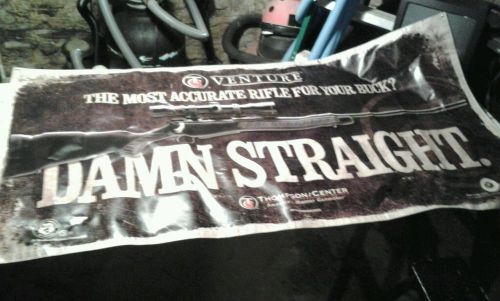 VENTURE
THE MOST ACCURATE RIFLE FOR YOUR BUCK?
DAMN STRAIGHT.
THOMPSON/CENTER